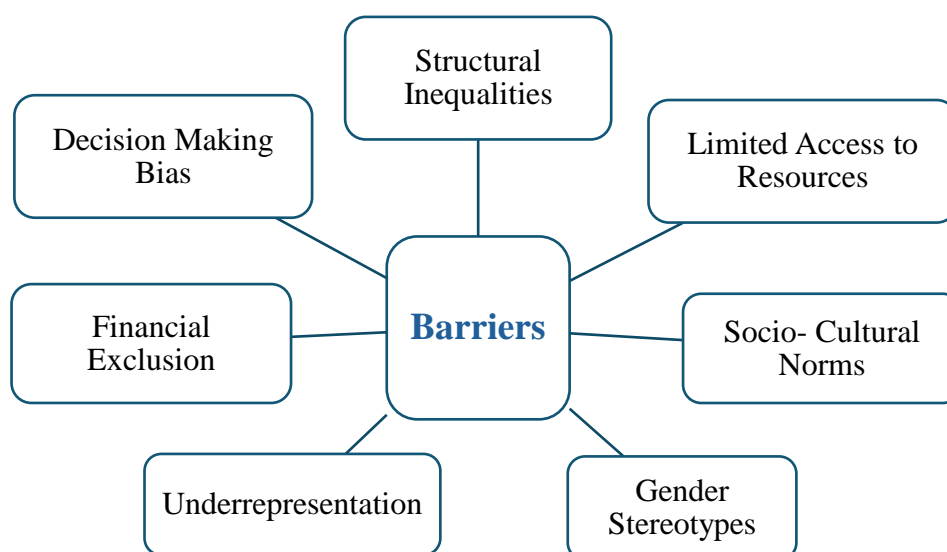 Structural
Inequalities
Decision Making
Bias
Limited Access to
Resources
Barriers
Financial
Exclusion
Socio- Cultural
Norms
Underrepresentation
Gender
Stereotypes